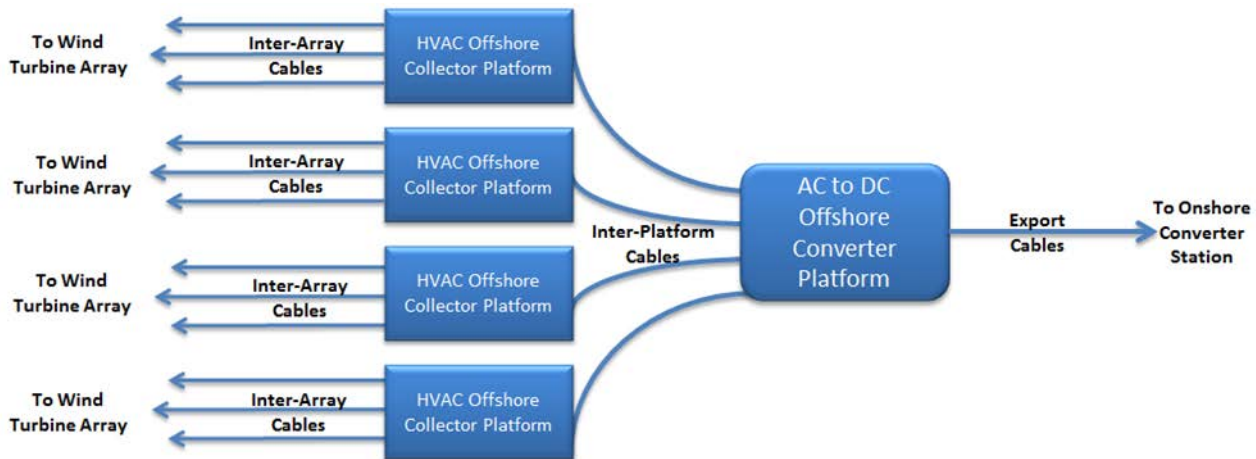 To Wind
Turbine Array
Inter-Array
Cables
HVAC Offshore
Collector Platform
To Wind
Turbine Array
Inter-Array
Cables
HVAC Offshore
Collector Platform
To Wind
Turbine Array
Inter-Array
Cables
HVAC Offshore
Collector Platform
To Wind
Turbine Array
Inter-Array
Cables
HVAC Offshore
Collector Platform
Inter-Platform
Cables
AC to DC
Offshore
Converter
Platform
Export
Cables
To Onshore
Converter
Station